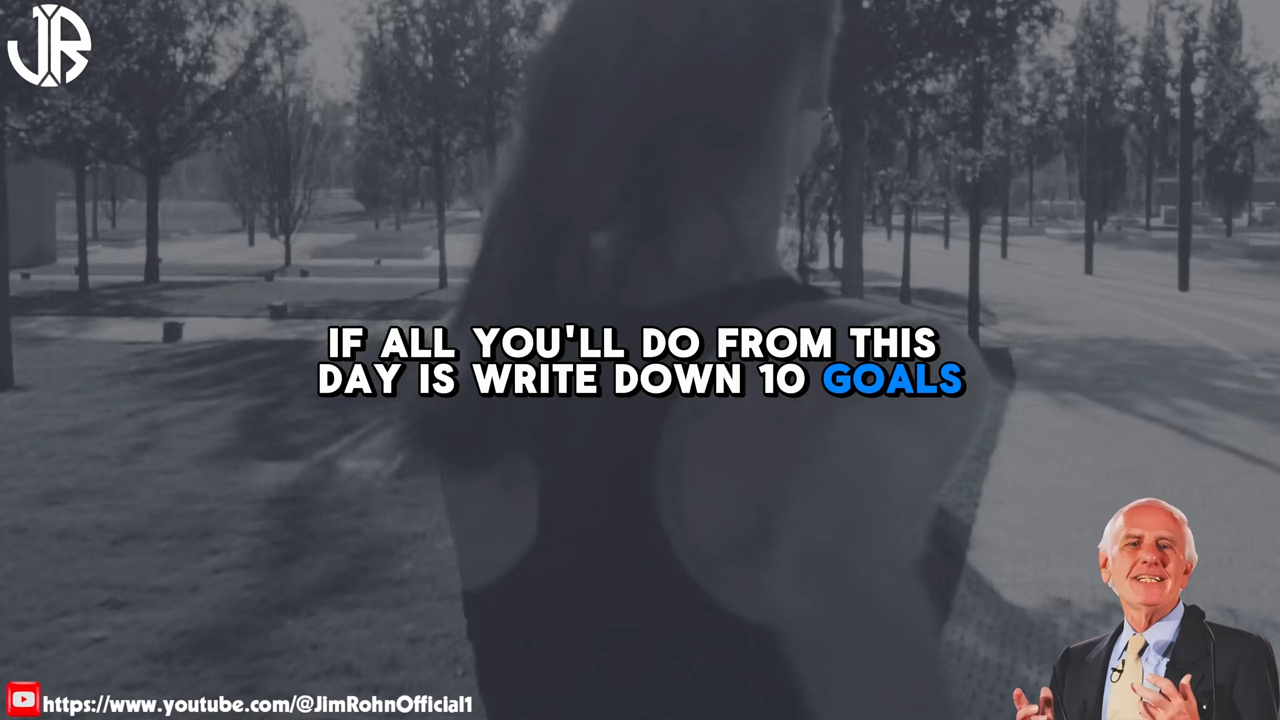 JR
IF ALL YOU'LL DO FROM THIS
DAY IS WRITE DOWN 10 GOALS
https://www.youtube.com/@JimRohnOfficial1